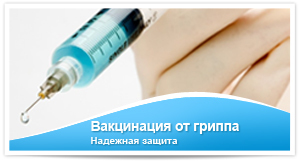 Вакцинация от гриппа
Надежная защита